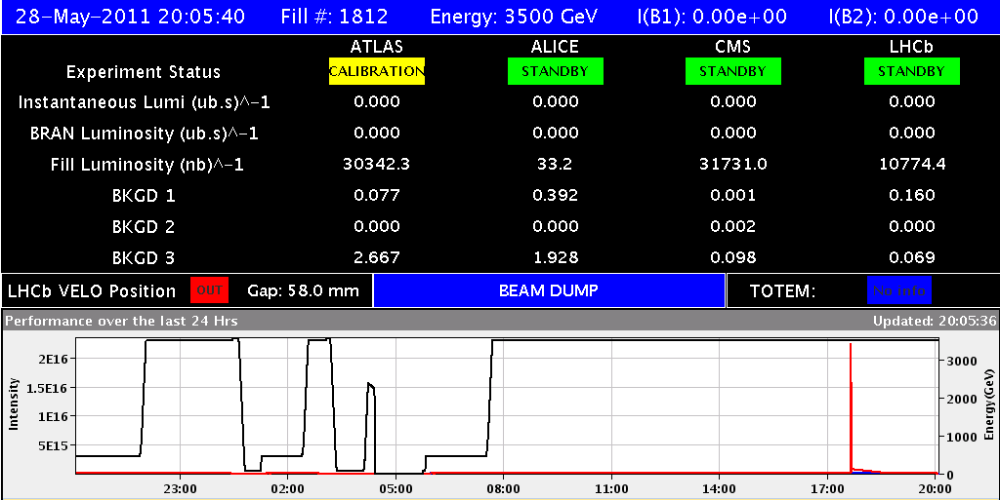 28-May-2011 20:05:40 Fill #: 1812 Energy: 3500 GeV I(B1): 0.00e+00 I(B2): 0.00e+00
ATLAS ALICE CMS LHCb
Experiment Status CALIBRATION STANDBY STANDBY STANDBY
Instantaneous Lumi (ub.s)^-1 0.000 0.000 0.000 0.000
BRAN Luminosity (ub.s)^-1 0.000 0.000 0.000 0.000
Fill Luminosity (nb)^-1 30342.3 33.2 31731.0 10774.4
BKGD 1 0.077 0.392 0.001 0.160
BKGD 2 0.000 0.000 0.002 0.000
BKGD 3 2.667 1.928 0.098 0.069
LHCb VELO Position OUT Gap: 58.0 mm BEAM DUMP TOTEM: No info
Performance over the last 24 Hrs Updated: 20:05:36
Intensity
2E16
1.5E16
1E16
5E15
3000
2000
1000
0
Energy(GeV)
23:00 02:00 05:00 08:00 11:00 14:00 17:00 20:00